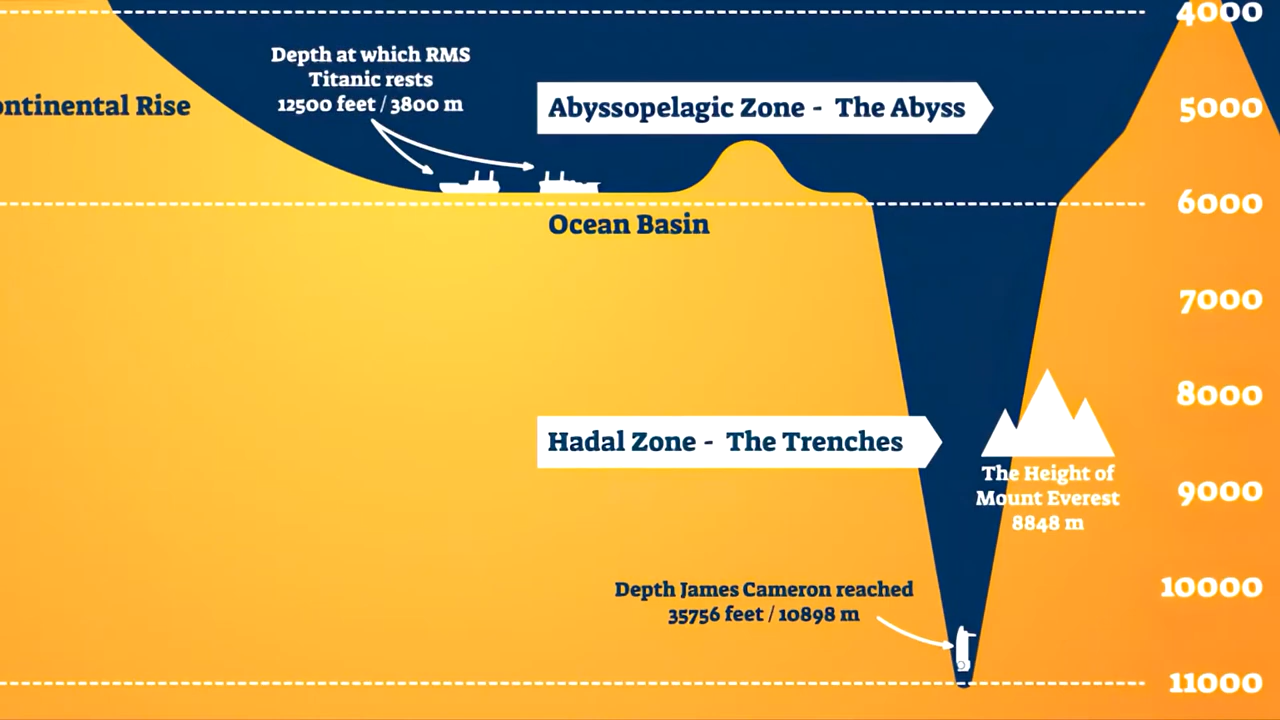 4000
Depth at which RMS
Titanic rests
12500 feet / 3800 m
ontinental Rise
Abyssopelagic Zone - The Abyss
5000
6000
Ocean Basin
7000
8000
Hadal Zone - The Trenches
The Height of
Mount Everest
8848 m
9000
Depth James Cameron reached
35756 feet / 10898 m
10000
11000